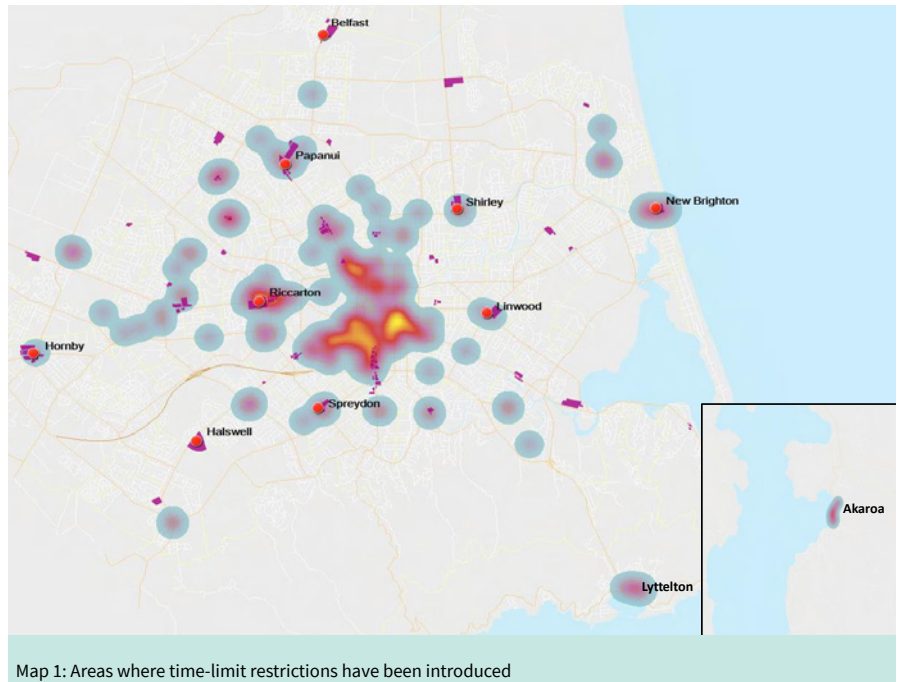 Belfast
Papanui
Shirley
New Brighton
Riccarton
Linwood
Hornby
Spreydon
Halswell
Akaroa
Lyttelton
Map 1: Areas where time-limit restrictions have been introduced